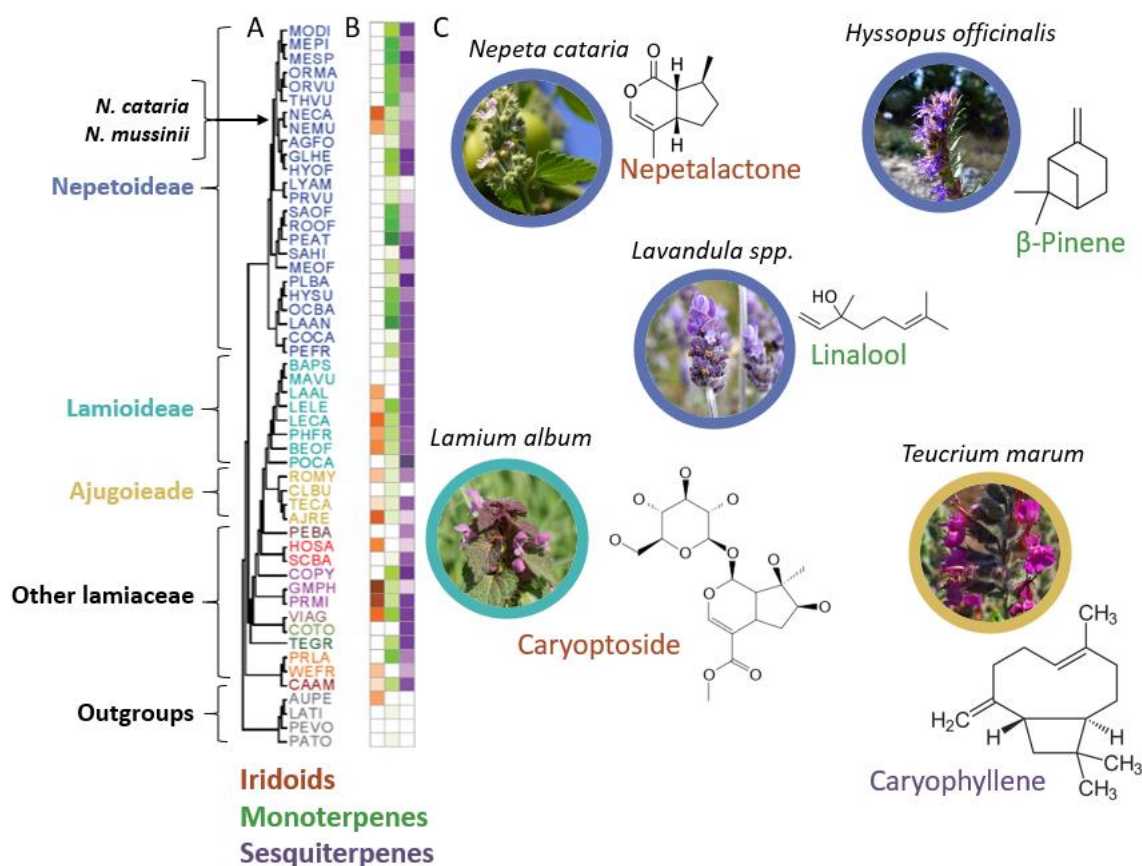 A
B
C
MODI
MEPI
MESP
ORMA
ORVU
THVU
NECA
NEMU
AGFO
GLHE
HYOF
LYAM
PRVU
SAOF
ROOF
PEAT
SAHI
MEOF
PLBA
HYSU
OCBA
LAAN
COCA
PEFR
BAPS
MAVU
LAAL
LELE
LECA
PHFR
BEOF
POCA
ROMY
CLBU
TECA
AJRE
PEBA
HOSA
SCBA
COPY
GMPH
PRMI
VIAG
COTO
TEGR
PRLA
WEFR
CAAM
AUPE
LATI
PEVO
PATO
N. cataria
N. mussinii
Nepetoideae
Lamioideae
Ajugoieade
Other lamiaceae
Outgroups
Iridoids
Monoterpenes
Sesquiterpenes
Nepeta cataria
O
O
H
H
Nepetalactone
Hyssopus officinalis
β-Pinene
Lavandula spp.
HO
Linalool
Lamium album
O
O
O
O
O
O
O
O
O
O
O
O
Caryoptoside
Teucrium marum
CH3
H2C
H
H
CH3
CH3
Caryophyllene